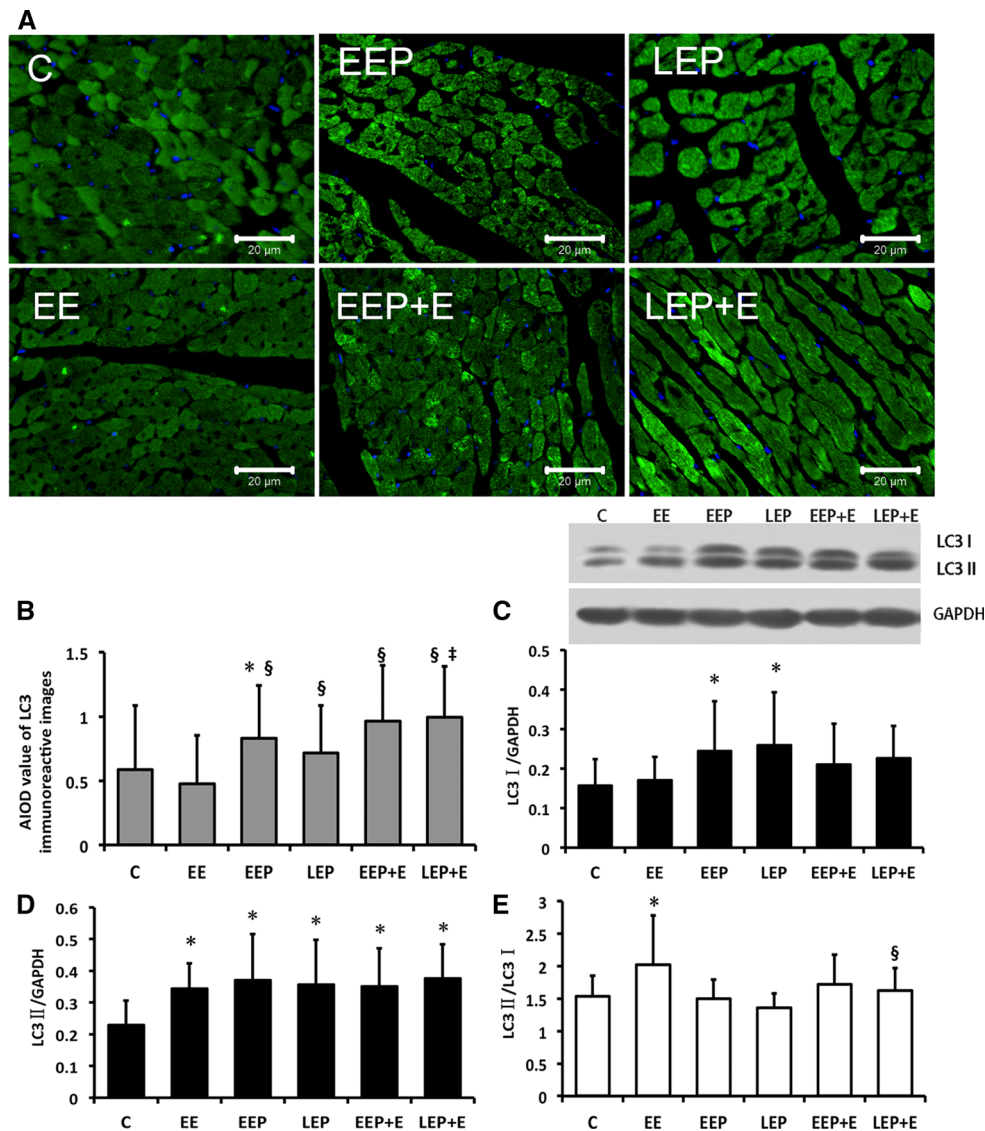 A
C
EEP
LEP
20 μm
20 μm
20 μm
EE
EEP+E
LEP+E
20 μm
20 μm
20 μm
C EE EEP LEP EEP+E LEP+E
LC3 I
LC3 II
GAPDH
B
AIOD value of LC3
immunoreactive images
1.5
1
0.5
0
* §
§
§
§ ‡
C EE EEP LEP EEP+E LEP+E
C
LC3 Ⅰ/GAPDH
0.5
0.4
0.3
0.2
0.1
0
*
*
C EE EEP LEP EEP+E LEP+E
D
LC3Ⅱ/GAPDH
0.6
0.5
0.4
0.3
0.2
0.1
0
*
*
*
*
*
C EE EEP LEP EEP+E LEP+E
E
LC3Ⅱ/LC3 Ⅰ
3
2.5
2
1.5
1
0.5
0
*
§
C EE EEP LEP EEP+E LEP+E